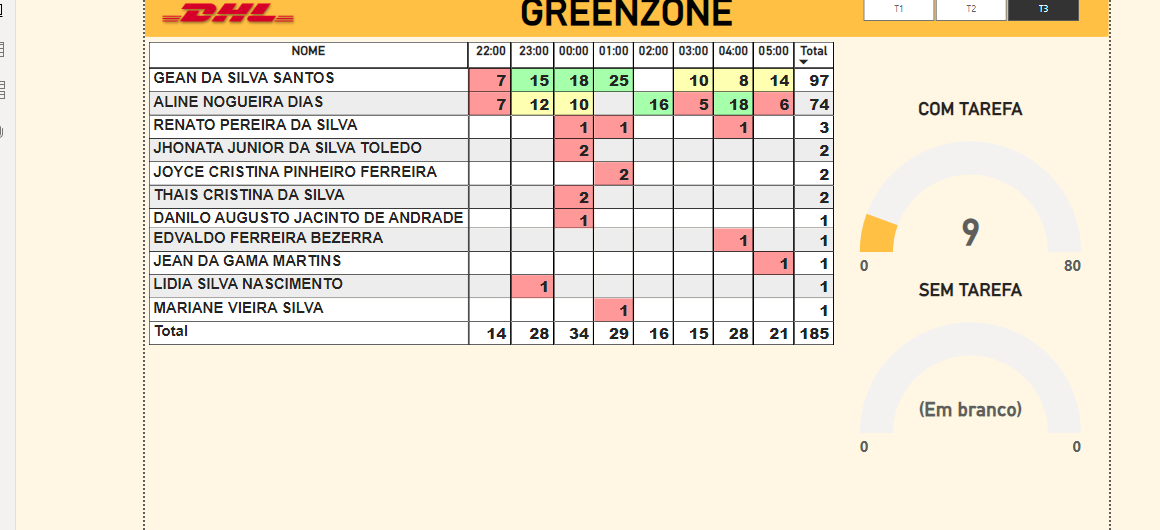 DHL GREENZONE T1 T2 T3
NOME 22:00 23:00 00:00 01:00 02:00 03:00 04:00 05:00 Total
GEAN DA SILVA SANTOS 7 15 18 25 10 8 14 97
ALINE NOGUEIRA DIAS 7 12 10 16 5 18 6 74
RENATO PEREIRA DA SILVA 1 1 1 3
JHONATA JUNIOR DA SILVA TOLEDO 2 2
JOYCE CRISTINA PINHEIRO FERREIRA 2 2
THAIS CRISTINA DA SILVA 2 2
DANILO AUGUSTO JACINTO DE ANDRADE 1 1
EDVALDO FERREIRA BEZERRA 1 1
JEAN DA GAMA MARTINS 1 1
LIDIA SILVA NASCIMENTO 1 1
MARIANE VIEIRA SILVA 1 1
Total 14 28 34 29 16 15 28 21 185
COM TAREFA
9
0 80
SEM TAREFA
(Em branco)
0 0